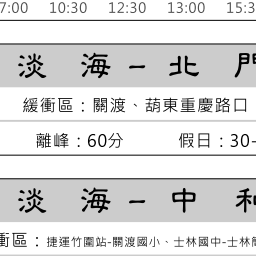 7:00 10:30 12:30 13:00 15:3
淡 海 – 北 門
緩衝區：關渡、葫東重慶路口
離峰：60分 假日：30-
淡 海 – 中 和
衝區：捷運竹圍站-關渡國小、士林國中-士林